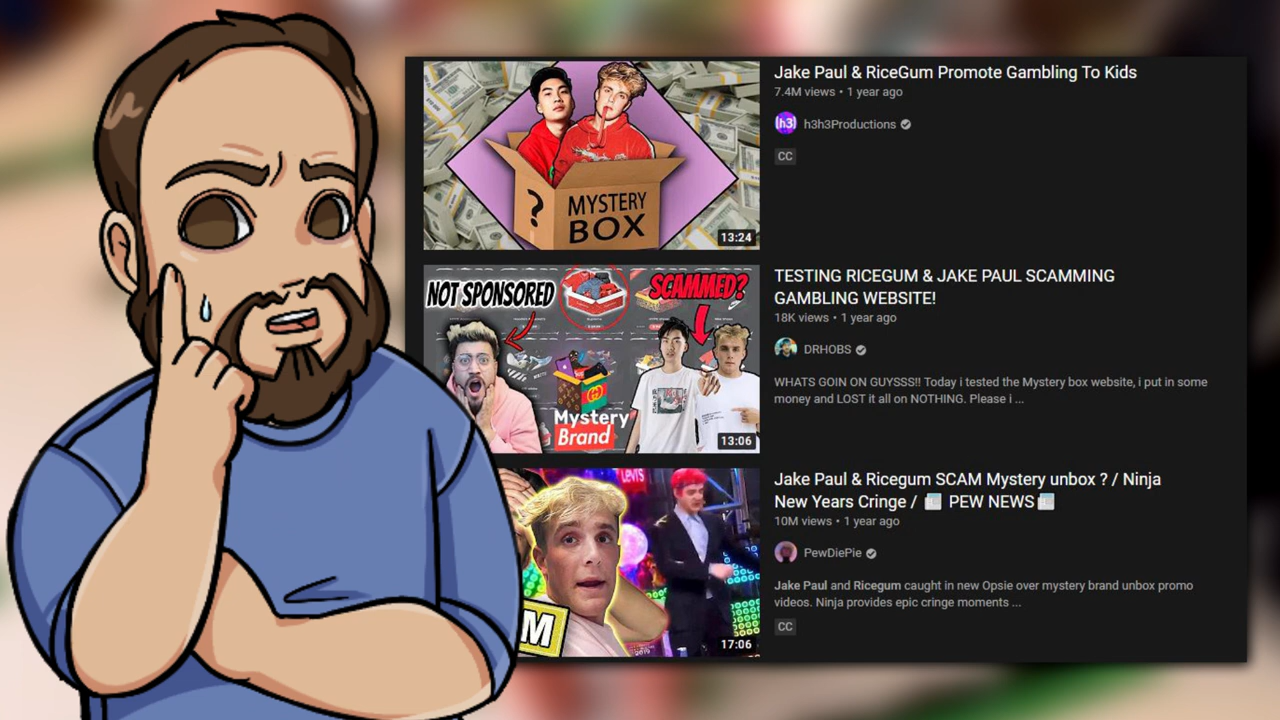 MYSTERY
BOX
?
13:24
Jake Paul & RiceGum Promote Gambling To Kids
7.4M views • 1 year ago
h3
h3h3Productions
CC
NOT SPONSORED
SCAMMED?
Mystery
Brand
13:06
TESTING RICEGUM & JAKE PAUL SCAMMING
GAMBLING WEBSITE!
18K views • 1 year ago
DRHOBS
WHATS GOIN ON GUYSSS!! Today i tested the Mystery box website, i put in some
money and LOST it all on NOTHING. Please i ...
LEVI'S
M
17:06
Jake Paul & Ricegum SCAM Mystery unbox ? / Ninja
New Years Cringe / 📰 PEW NEWS📰
10M views • 1 year ago
PewDiePie
Jake Paul and Ricegum caught in new Opsie over mystery brand unbox promo
videos. Ninja provides epic cringe moments ...
CC